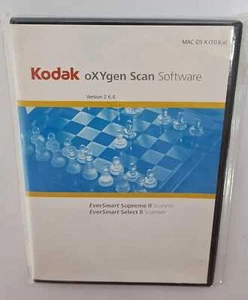 MAC OS X (10.6.x)
Kodak oXYgen Scan Software
Version 2.6.6
EverSmart Supreme II Scanner
EverSmart Select II Scanner